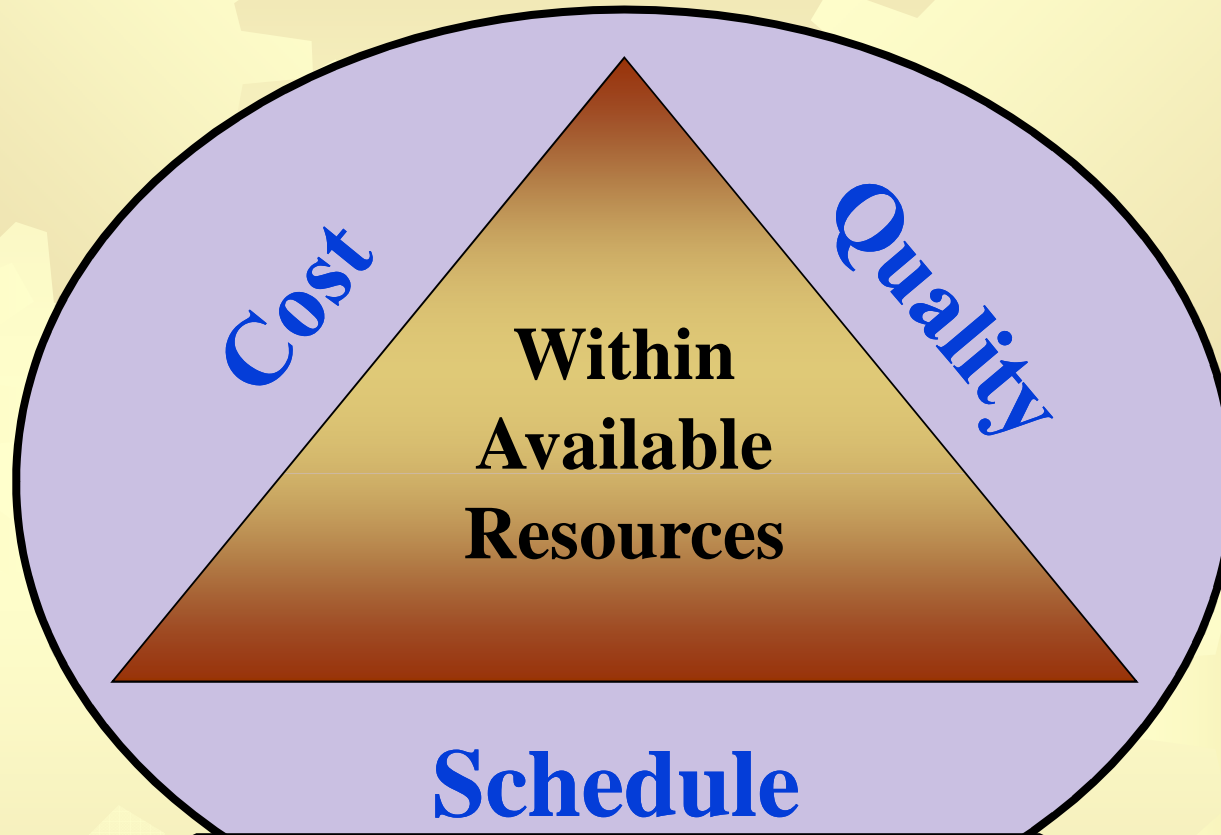 Cost
Quality
Within
Available
Resources
Schedule